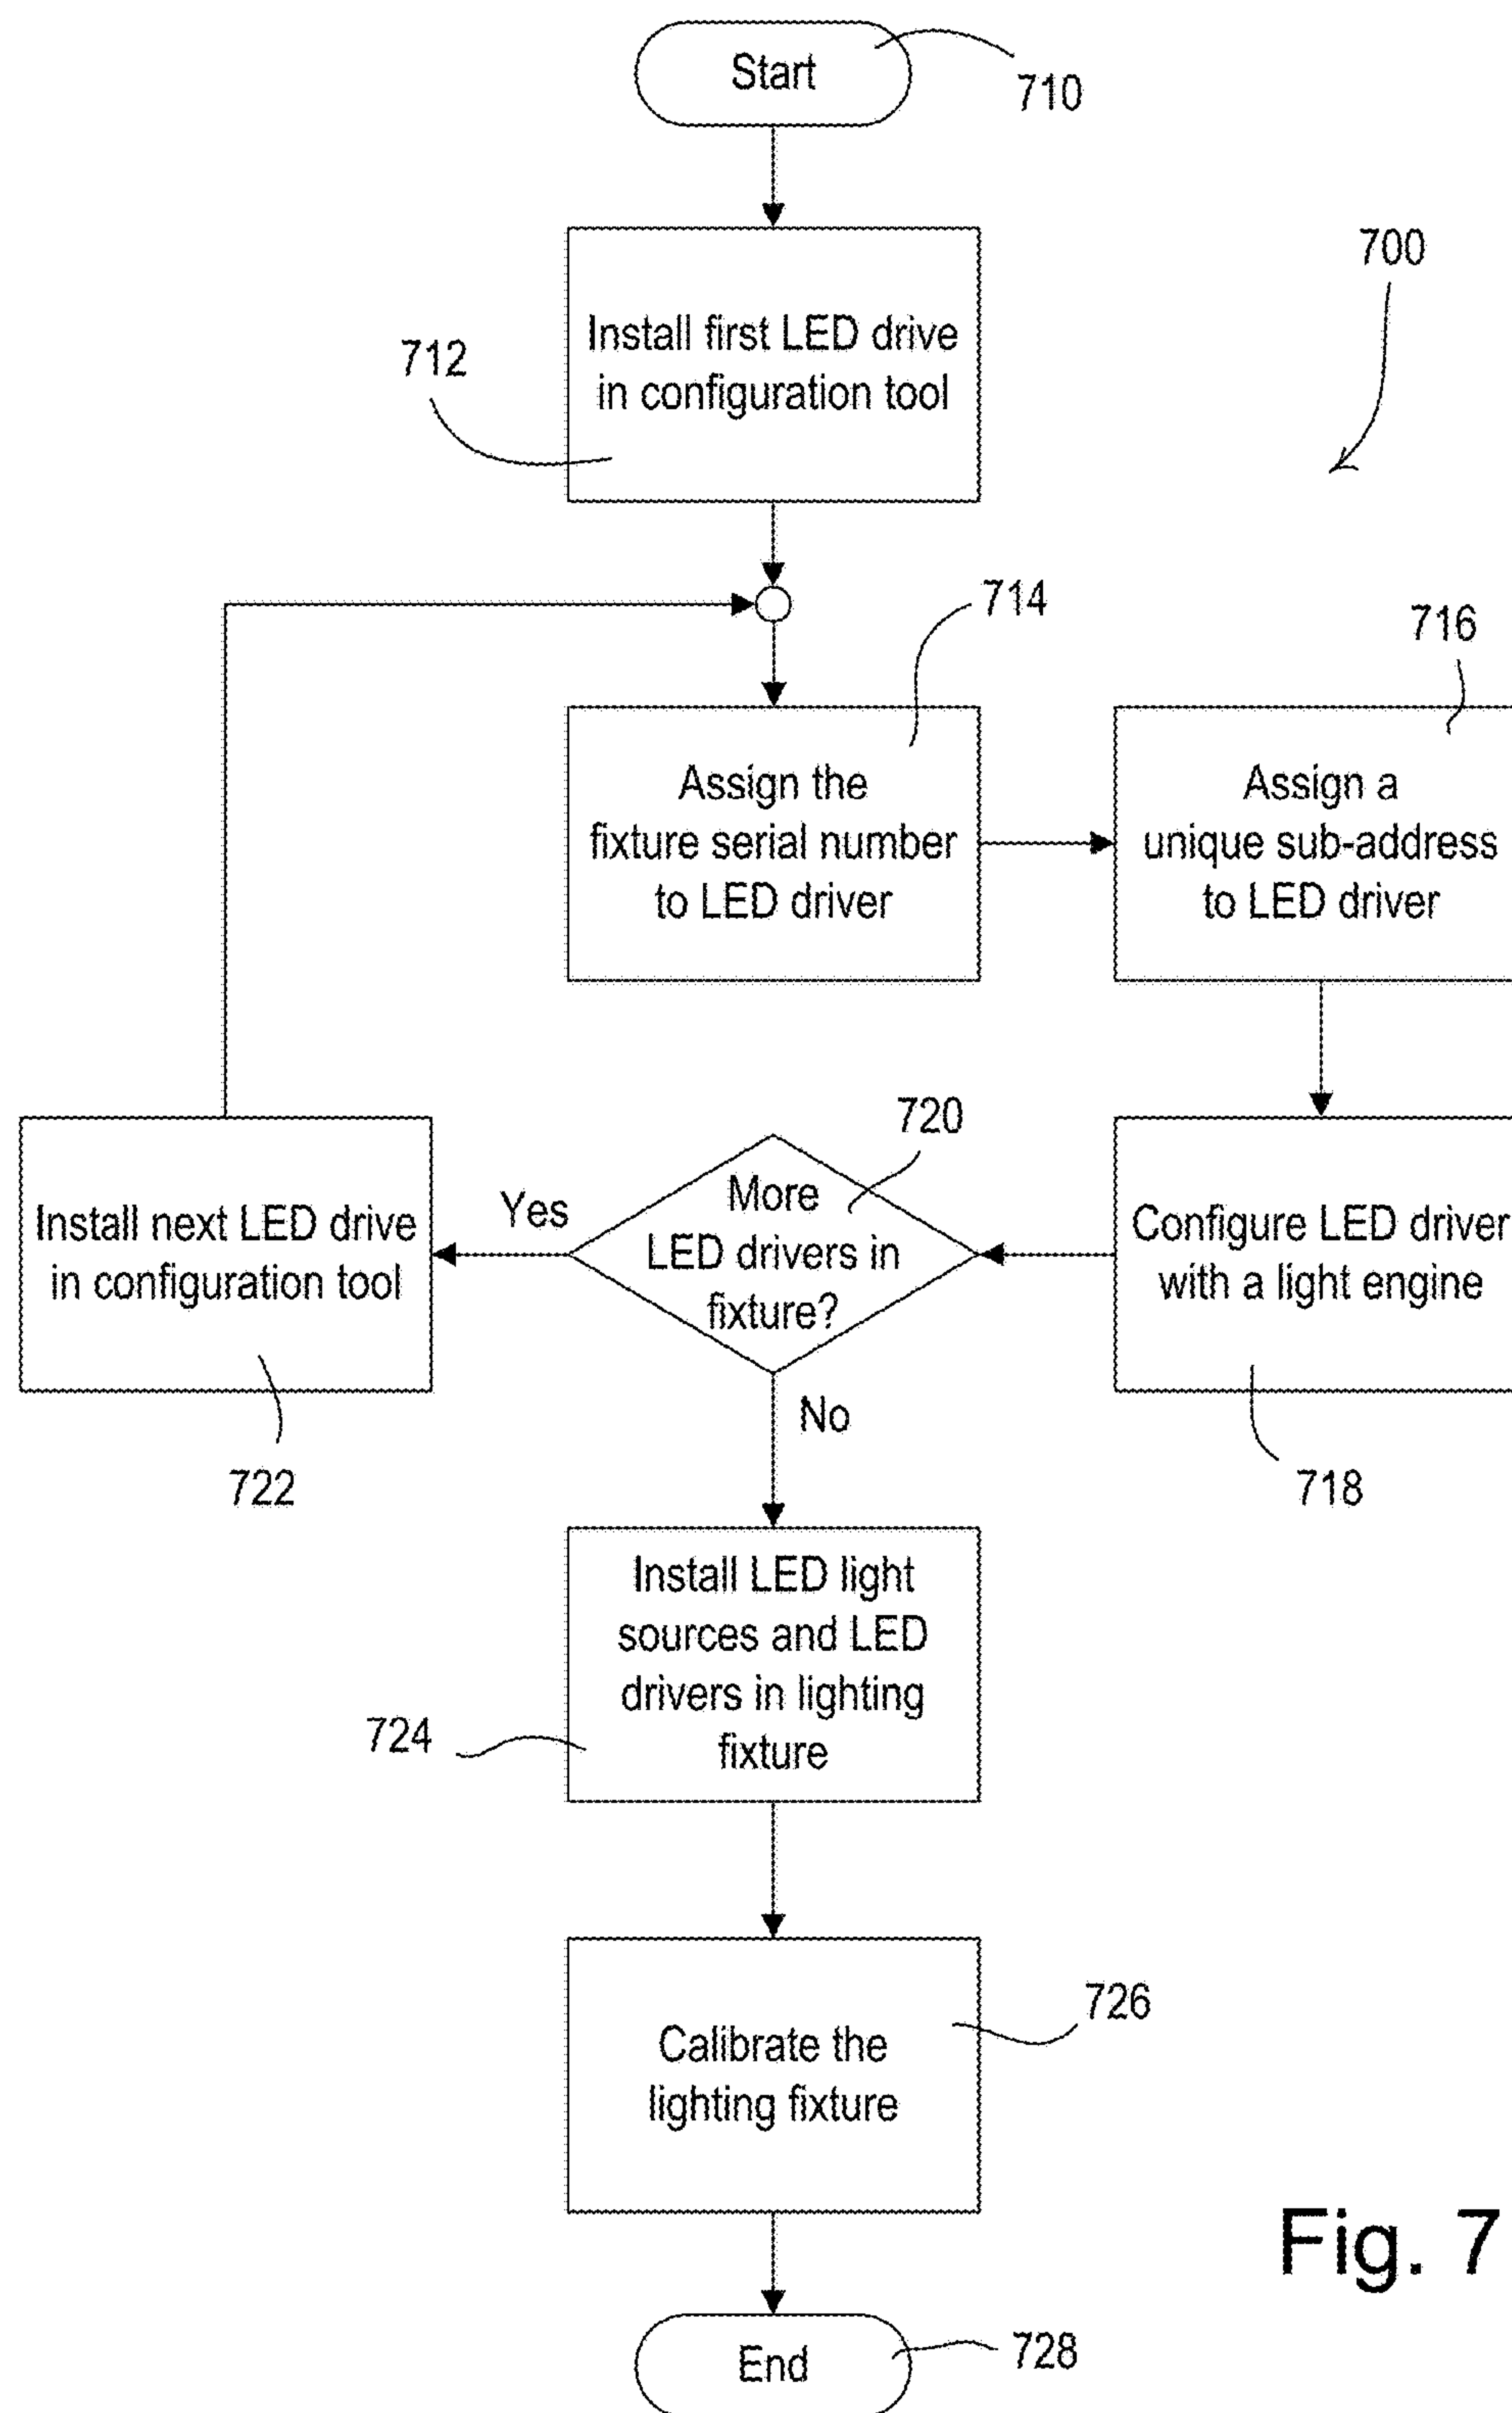 Start
710
700
Install first LED drive
in configuration tool
712
714
716
Assign the
fixture serial number
to LED driver
Assign a
unique sub-address
to LED driver
720
Install next LED drive
in configuration tool
Yes
More
LED drivers in
fixture?
Configure LED driver
with a light engine
No
722
718
Install LED light
sources and LED
drivers in lighting
fixture
724
726
Calibrate the
lighting fixture
Fig. 7
End
728